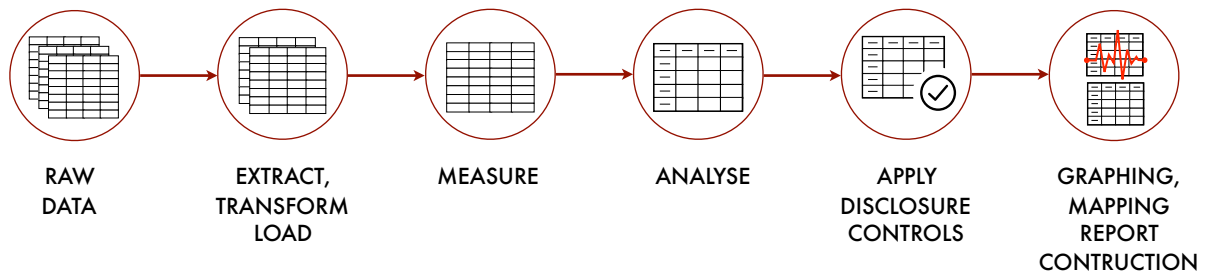 RAW
DATA
EXTRACT,
TRANSFORM
LOAD
MEASURE
ANALYSE
APPLY
DISCLOSURE
CONTROLS
GRAPHING,
MAPPING
REPORT
CONTRUCTION